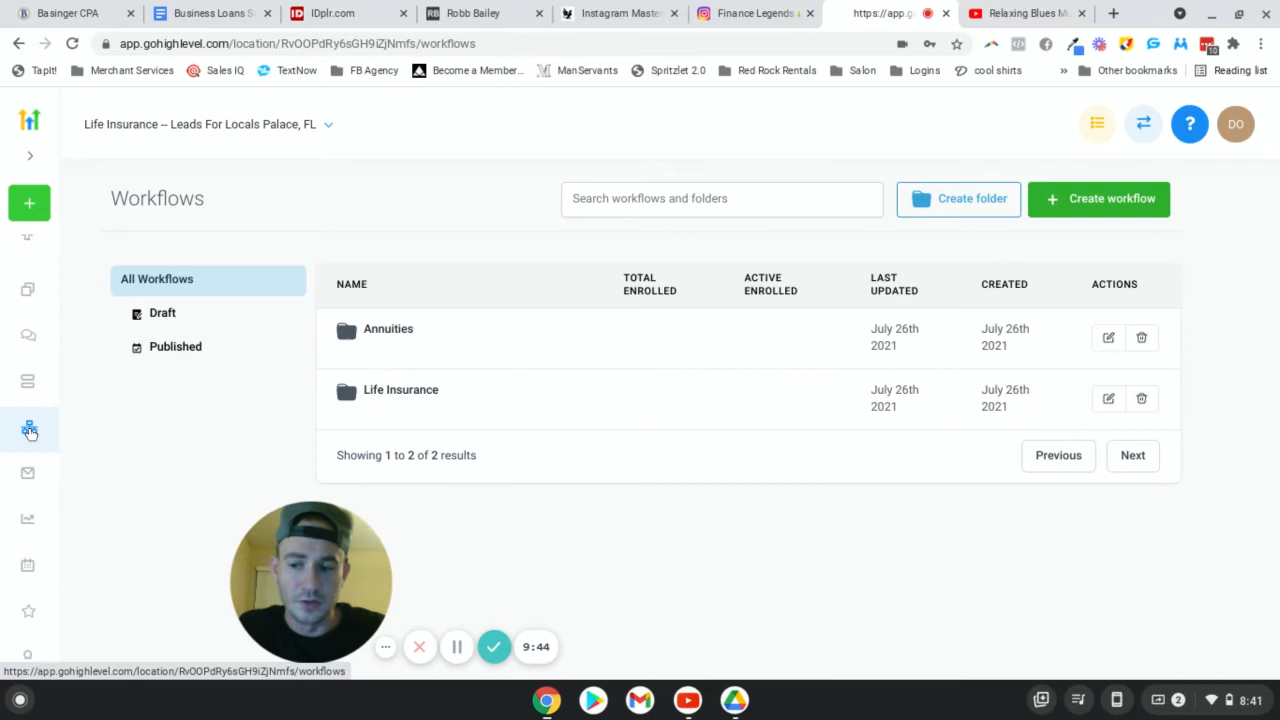 Basinger CPA
Business Loans S
IDplr.com
Robb Bailey
Instagram Maste
Finance Legends
https://app.go
Relaxing Blues Mu
app.gohighlevel.com/location/RvOOPdRy6sGH9iZjNmfs/workflows
TapIt!
Merchant Services
Sales IQ
TextNow
FB Agency
Become a Member...
ManServants
Spritzlet 2.0
Red Rock Rentals
Salon
Logins
cool shirts
»
Other bookmarks
Reading list
Life Insurance -- Leads For Locals Palace, FL
?
DO
Workflows
Search workflows and folders
Create folder
+ Create workflow
All Workflows
Draft
Published
NAME
TOTAL
ENROLLED
ACTIVE
ENROLLED
LAST
UPDATED
CREATED
ACTIONS
Annuities
July 26th
2021
July 26th
2021
Life Insurance
July 26th
2021
July 26th
2021
Showing 1 to 2 of 2 results
Previous
Next
9:44
https://app.gohighlevel.com/location/RvOOPdRy6sGH9iZjNmfs/workflows
2
8:41